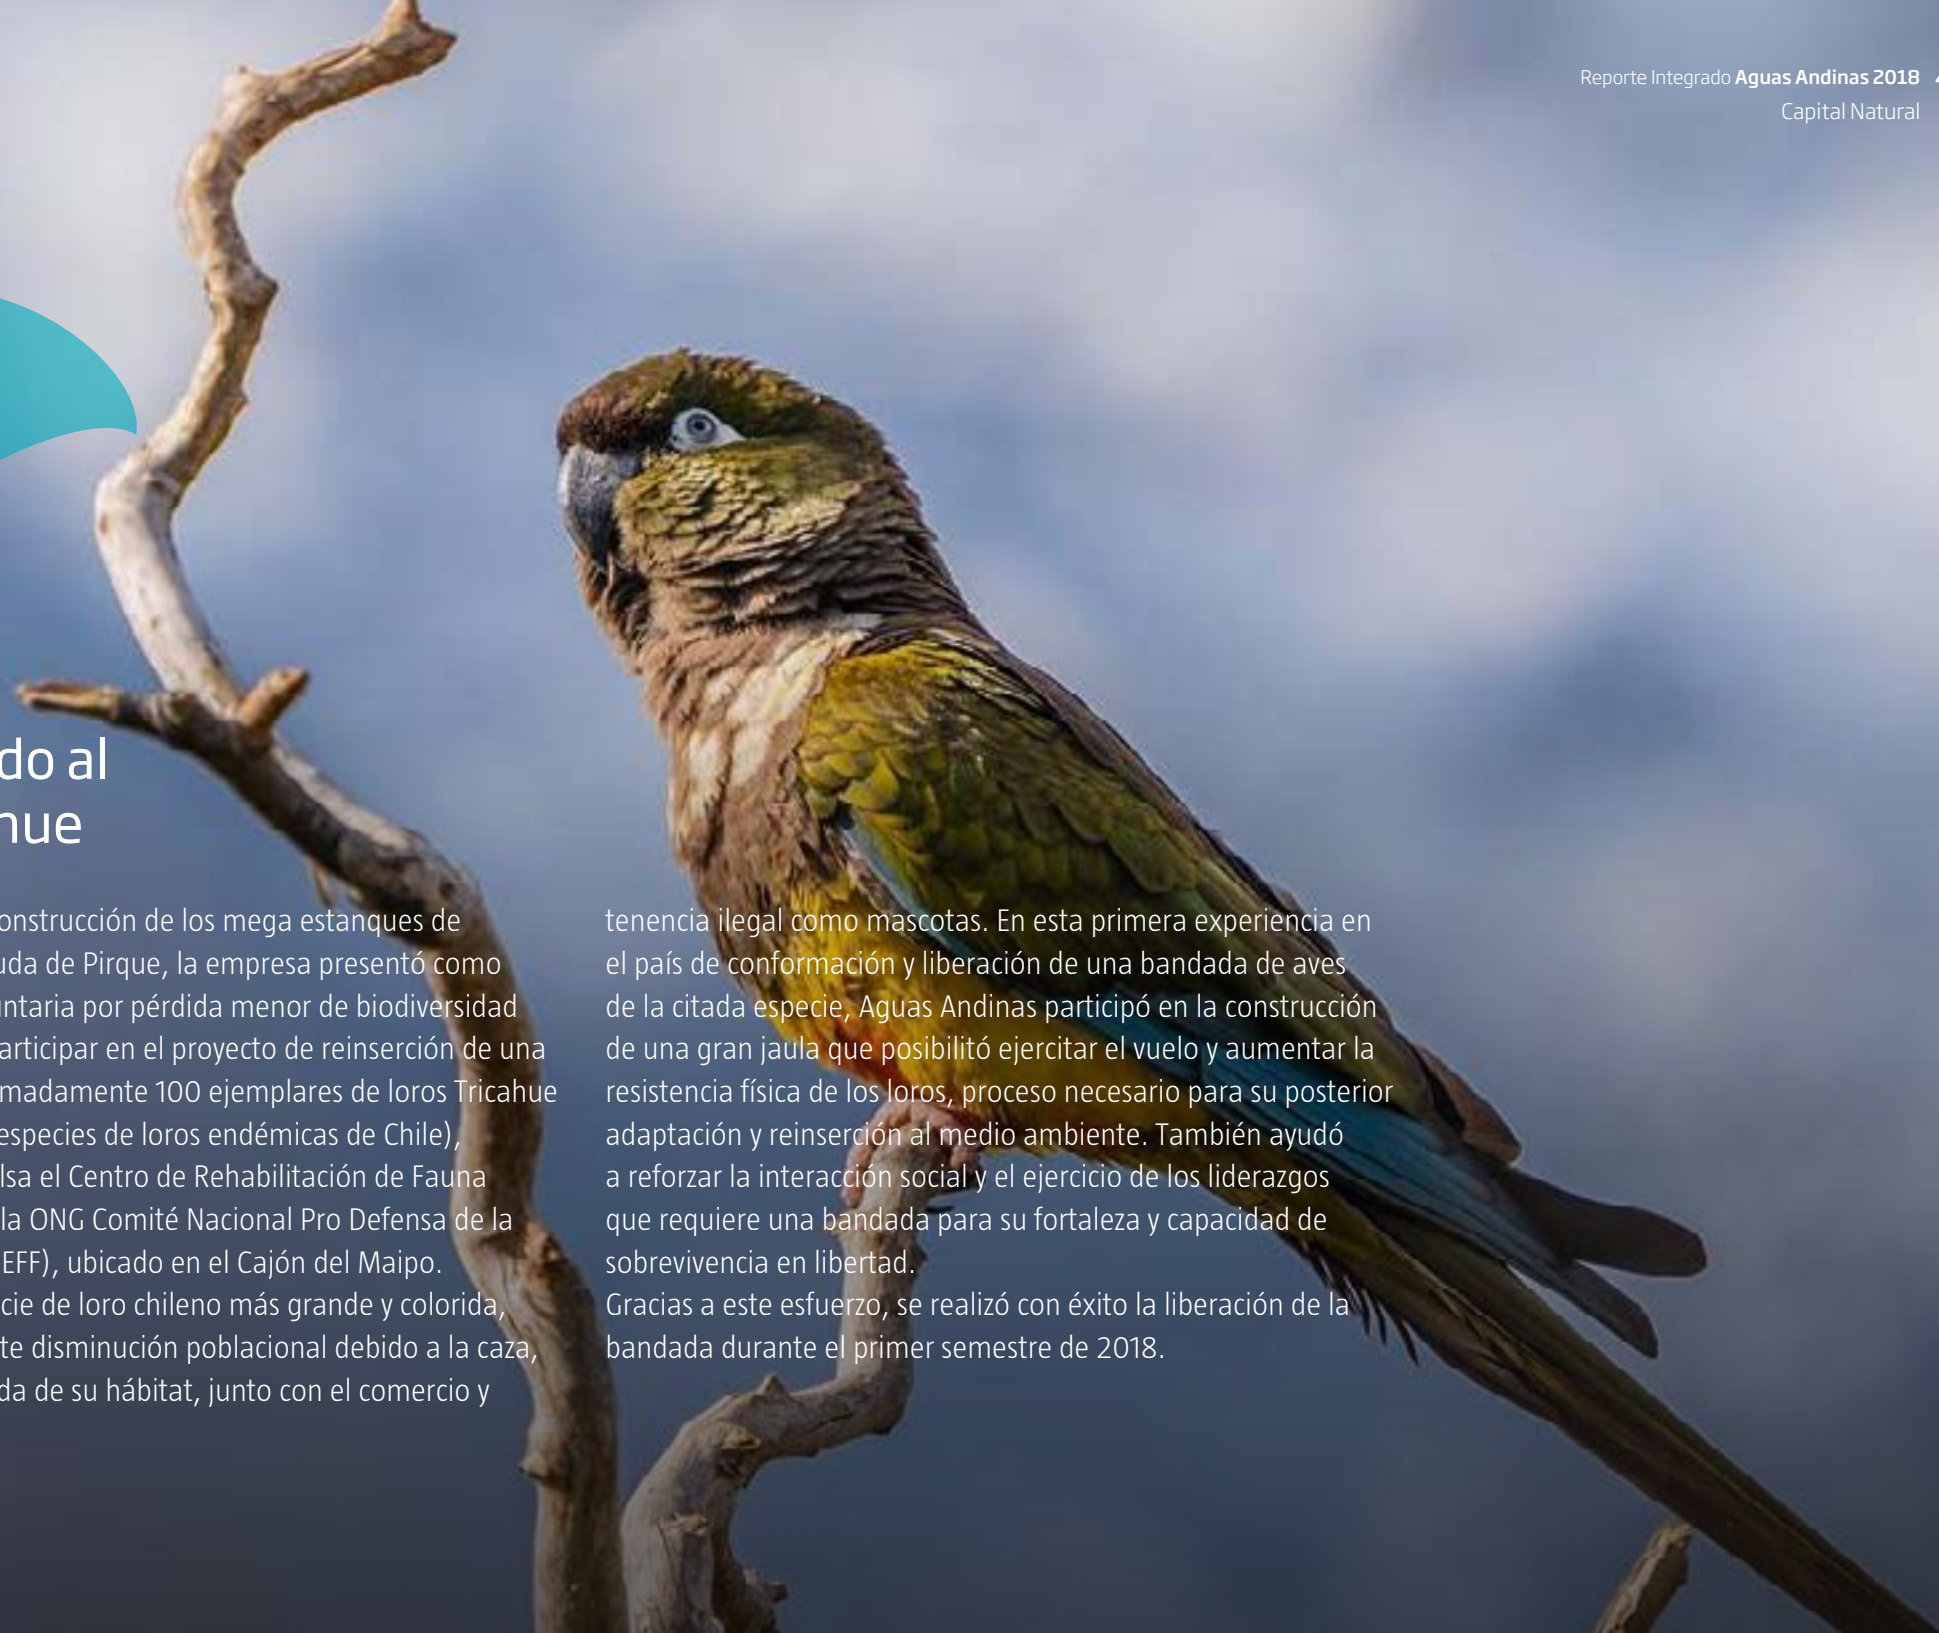 Reporte Integrado Aguas Andinas 2018
Capital Natural
do al
hue
onstrucción de los mega estanques de
uda de Pirque, la empresa presentó como
untaria por pérdida menor de biodiversidad
articipar en el proyecto de reinserción de una
madamente 100 ejemplares de loros Tricahue
especies de loros endémicas de Chile),
lsa el Centro de Rehabilitación de Fauna
la ONG Comité Nacional Pro Defensa de la
EFF), ubicado en el Cajón del Maipo.
cie de loro chileno más grande y colorida,
te disminución poblacional debido a la caza,
da de su hábitat, junto con el comercio y
tenencia ilegal como mascotas. En esta primera experiencia en
el país de conformación y liberación de una bandada de aves
de la citada especie, Aguas Andinas participó en la construcción
de una gran jaula que posibilitó ejercitar el vuelo y aumentar la
resistencia física de los loros, proceso necesario para su posterior
adaptación y reinserción al medio ambiente. También ayudó
a reforzar la interacción social y el ejercicio de los liderazgos
que requiere una bandada para su fortaleza y capacidad de
sobrevivencia en libertad.
Gracias a este esfuerzo, se realizó con éxito la liberación de la
bandada durante el primer semestre de 2018.